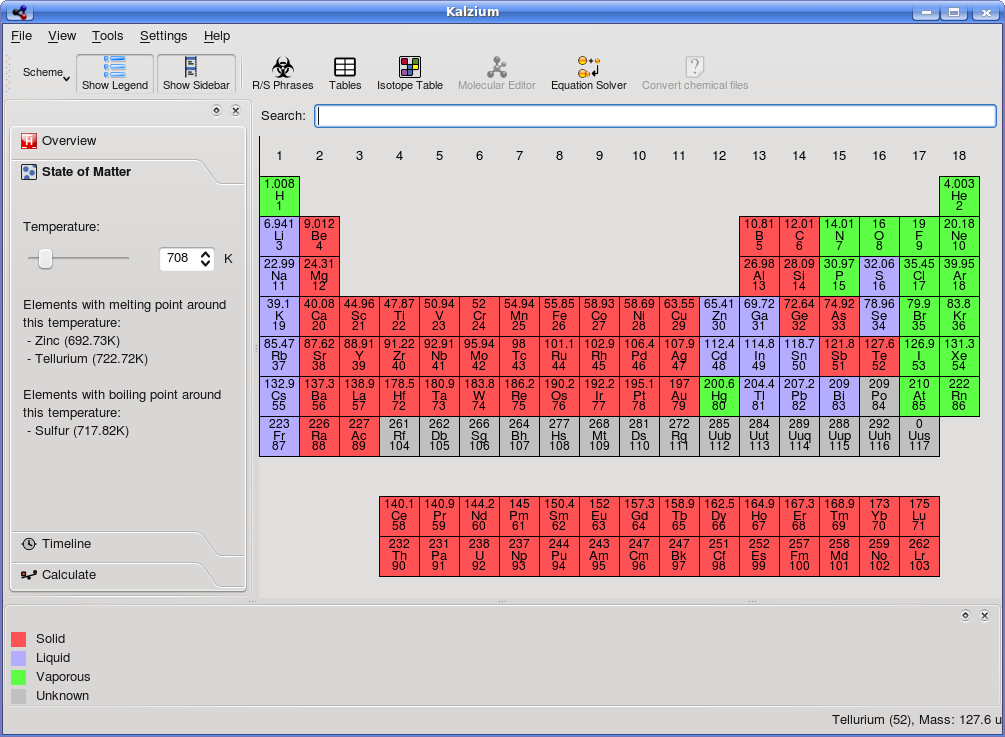 Kalzium
File View Tools Settings Help
Scheme Show Legend Show Sidebar R/S Phrases Tables Isotope Table Molecular Editor Equation Solver Convert chemical files
Search:
Overview
State of Matter
Temperature:
708 K
Elements with melting point around
this temperature:
- Zinc (692.73K)
- Tellurium (722.72K)
Elements with boiling point around
this temperature:
- Sulfur (717.82K)
Timeline
Calculate
1 2 3 4 5 6 7 8 9 10 11 12 13 14 15 16 17 18
1.008 4.003
H He
1 2
6.941 9.012 10.81 12.01 14.01 16 19 20.18
Li Be B C N O F Ne
3 4 5 6 7 8 9 10
22.99 24.31 26.98 28.09 30.97 32.06 35.45 39.95
Na Mg Al Si P S Cl Ar
11 12 13 14 15 16 17 18
39.1 40.08 44.96 47.87 50.94 52 54.94 55.85 58.93 58.69 63.55 65.41 69.72 72.64 74.92 78.96 79.9 83.8
K Ca Sc Ti V Cr Mn Fe Co Ni Cu Zn Ga Ge As Se Br Kr
19 20 21 22 23 24 25 26 27 28 29 30 31 32 33 34 35 36
85.47 87.62 88.91 91.22 92.91 95.94 98 101.1 102.9 106.4 107.9 112.4 114.8 118.7 121.8 127.6 126.9 131.3
Rb Sr Y Zr Nb Mo Tc Ru Rh Pd Ag Cd In Sn Sb Te I Xe
37 38 39 40 41 42 43 44 45 46 47 48 49 50 51 52 53 54
132.9 137.3 138.9 178.5 180.9 183.8 186.2 190.2 192.2 195.1 197 200.6 204.4 207.2 209 209 210 222
Cs Ba La Hf Ta W Re Os Ir Pt Au Hg Tl Pb Bi Po At Rn
55 56 57 72 73 74 75 76 77 78 79 80 81 82 83 84 85 86
223 226 227 261 262 266 264 277 268 281 272 285 284 289 288 292 0
Fr Ra Ac Rf Db Sg Bh Hs Mt Ds Rg Uub Uut Uuq Uup Uuh Uus
87 88 89 104 105 106 107 108 109 110 111 112 113 114 115 116 117
140.1 140.9 144.2 145 150.4 152 157.3 158.9 162.5 164.9 167.3 168.9 173 175
Ce Pr Nd Pm Sm Eu Gd Tb Dy Ho Er Tm Yb Lu
58 59 60 61 62 63 64 65 66 67 68 69 70 71
232 231 238 237 244 243 247 247 251 252 257 258 259 262
Th Pa U Np Pu Am Cm Bk Cf Es Fm Md No Lr
90 91 92 93 94 95 96 97 98 99 100 101 102 103
Solid
Liquid
Vaporous
Unknown
Tellurium (52), Mass: 127.6 u